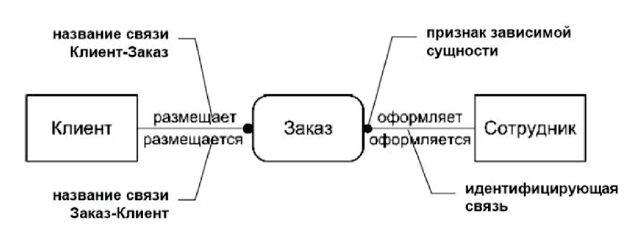 название связи
Клиент-Заказ
признак зависимой
сущности
Клиент
размещает
размещается
Заказ
оформляет
оформляется
Сотрудник
название связи
Заказ-Клиент
идентифицирующая
связь